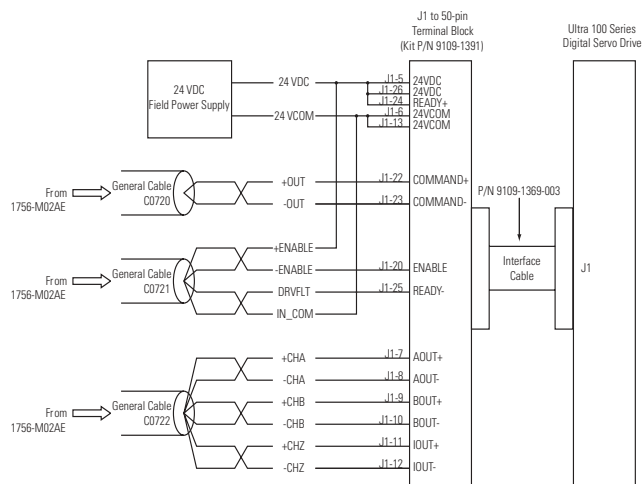 J1 to 50-pin
Terminal Block
(Kit P/N 9109-1391)
Ultra 100 Series
Digital Servo Drive
24 VDC
Field Power Supply
24 VDC
24 VCOM
J1-5 24VDC
J1-26 24VDC
J1-24 READY+
J1-6 24VCOM
J1-13 24VCOM
From
1756-M02AE
General Cable
C0720
+OUT
-OUT
J1-22 COMMAND+
J1-23 COMMAND-
P/N 9109-1369-003
From
1756-M02AE
General Cable
C0721
+ENABLE
-ENABLE
DRVFLT
IN_COM
J1-20 ENABLE
J1-25 READY-
Interface
Cable
J1
From
1756-M02AE
General Cable
C0722
+CHA
-CHA
+CHB
-CHB
+CHZ
-CHZ
J1-7 AOUT+
J1-8 AOUT-
J1-9 BOUT+
J1-10 BOUT-
J1-11 IOUT+
J1-12 IOUT-